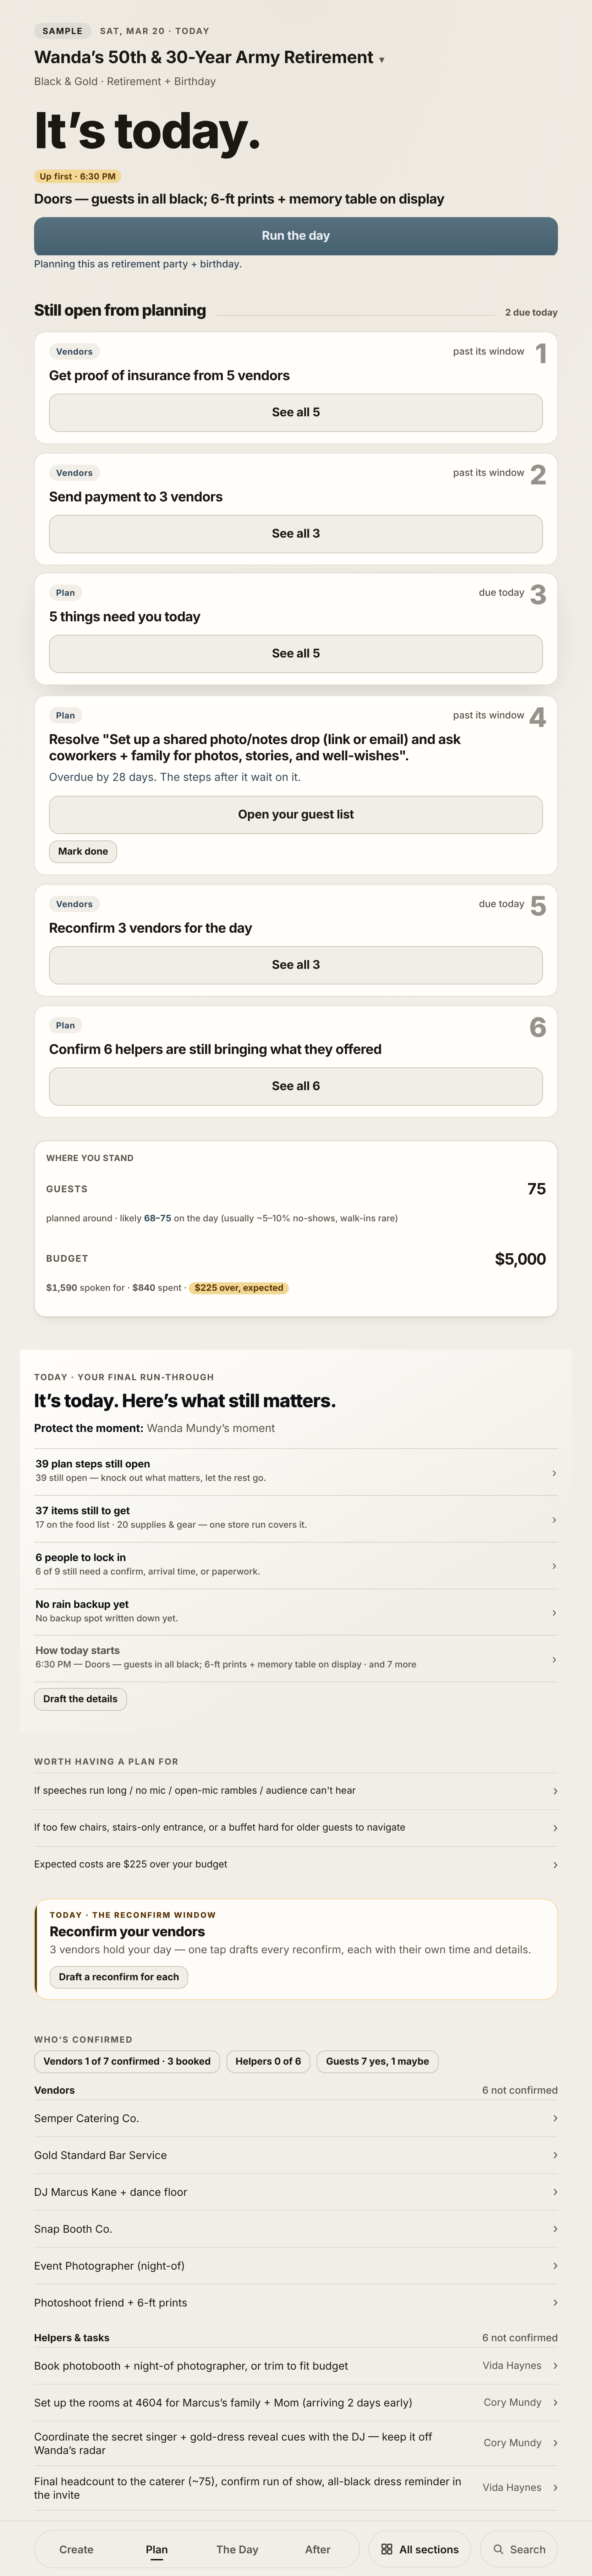 SAMPLE SAT, MAR 20 · TODAY
Wanda’s 50th & 30-Year Army Retirement ▾
Black & Gold · Retirement + Birthday
It’s today.
Up first · 6:30 PM
Doors — guests in all black; 6-ft prints + memory table on display
Run the day
Planning this as retirement party + birthday.
Still open from planning 2 due today
Vendors past its window 1
Get proof of insurance from 5 vendors
See all 5
Vendors past its window 2
Send payment to 3 vendors
See all 3
Plan due today 3
5 things need you today
See all 5
Plan past its window 4
Resolve "Set up a shared photo/notes drop (link or email) and ask
coworkers + family for photos, stories, and well-wishes".
Overdue by 28 days. The steps after it wait on it.
Open your guest list
Mark done
Vendors due today 5
Reconfirm 3 vendors for the day
See all 3
Plan 6
Confirm 6 helpers are still bringing what they offered
See all 6
WHERE YOU STAND
GUESTS 75
planned around · likely 68–75 on the day (usually ~5–10% no-shows, walk-ins rare)
BUDGET $5,000
$1,590 spoken for · $840 spent · $225 over, expected
TODAY · YOUR FINAL RUN-THROUGH
It’s today. Here’s what still matters.
Protect the moment: Wanda Mundy’s moment
39 plan steps still open
39 still open — knock out what matters, let the rest go.
37 items still to get
17 on the food list · 20 supplies & gear — one store run covers it.
6 people to lock in
6 of 9 still need a confirm, arrival time, or paperwork.
No rain backup yet
No backup spot written down yet.
How today starts
6:30 PM — Doors — guests in all black; 6-ft prints + memory table on display · and 7 more
Draft the details
WORTH HAVING A PLAN FOR
If speeches run long / no mic / open-mic rambles / audience can't hear
If too few chairs, stairs-only entrance, or a buffet hard for older guests to navigate
Expected costs are $225 over your budget
TODAY · THE RECONFIRM WINDOW
Reconfirm your vendors
3 vendors hold your day — one tap drafts every reconfirm, each with their own time and details.
Draft a reconfirm for each
WHO’S CONFIRMED
Vendors 1 of 7 confirmed · 3 booked Helpers 0 of 6 Guests 7 yes, 1 maybe
Vendors 6 not confirmed
Semper Catering Co.
Gold Standard Bar Service
DJ Marcus Kane + dance floor
Snap Booth Co.
Event Photographer (night-of)
Photoshoot friend + 6-ft prints
Helpers & tasks 6 not confirmed
Book photobooth + night-of photographer, or trim to fit budget Vida Haynes
Set up the rooms at 4604 for Marcus’s family + Mom (arriving 2 days early) Cory Mundy
Coordinate the secret singer + gold-dress reveal cues with the DJ — keep it off
Wanda’s radar Cory Mundy
Final headcount to the caterer (~75), confirm run of show, all-black dress reminder in
the invite Vida Haynes
Create Plan The Day After All sections Search